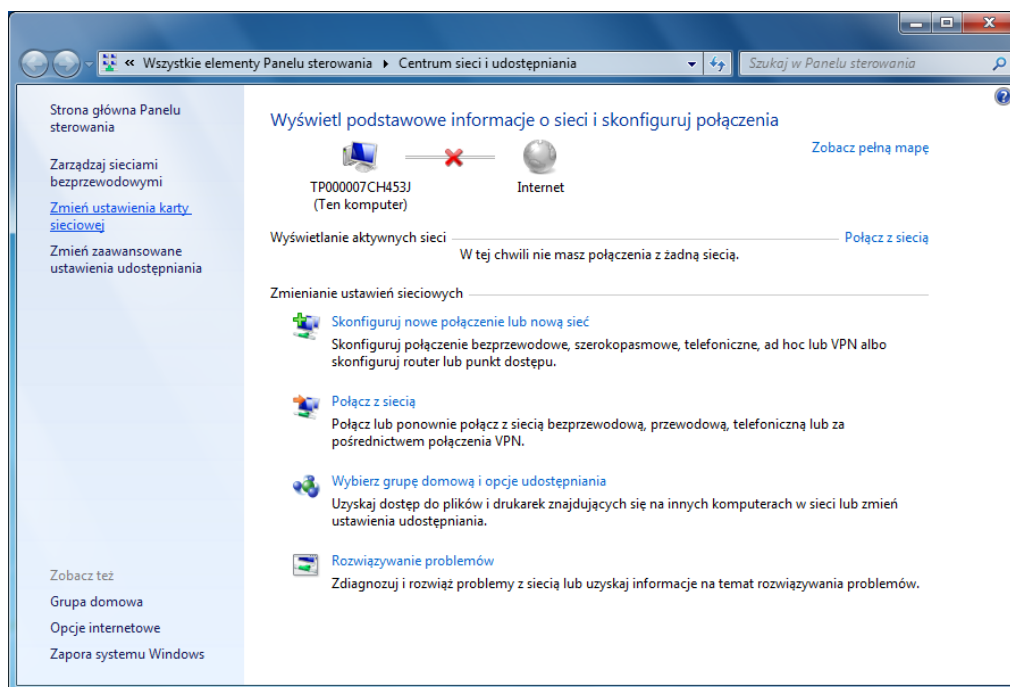 « Wszystkie elementy Panelu sterowania ▸ Centrum sieci i udostępniania
Szukaj w Panelu sterowania
Strona główna Panelu
sterowania
Zarządzaj sieciami
bezprzewodowymi
Zmień ustawienia karty
sieciowej
Zmień zaawansowane
ustawienia udostępniania
Zobacz też
Grupa domowa
Opcje internetowe
Zapora systemu Windows
Wyświetl podstawowe informacje o sieci i skonfiguruj połączenia
Zobacz pełną mapę
TP000007CH453J
(Ten komputer)
Internet
Wyświetlanie aktywnych sieci
Połącz z siecią
W tej chwili nie masz połączenia z żadną siecią.
Zmienianie ustawień sieciowych
Skonfiguruj nowe połączenie lub nową sieć
Skonfiguruj połączenie bezprzewodowe, szerokopasmowe, telefoniczne, ad hoc lub VPN albo
skonfiguruj router lub punkt dostępu.
Połącz z siecią
Połącz lub ponownie połącz z siecią bezprzewodową, przewodową, telefoniczną lub za
pośrednictwem połączenia VPN.
Wybierz grupę domową i opcje udostępniania
Uzyskaj dostęp do plików i drukarek znajdujących się na innych komputerach w sieci lub zmień
ustawienia udostępniania.
Rozwiązywanie problemów
Zdiagnozuj i rozwiąż problemy z siecią lub uzyskaj informacje na temat rozwiązywania problemów.